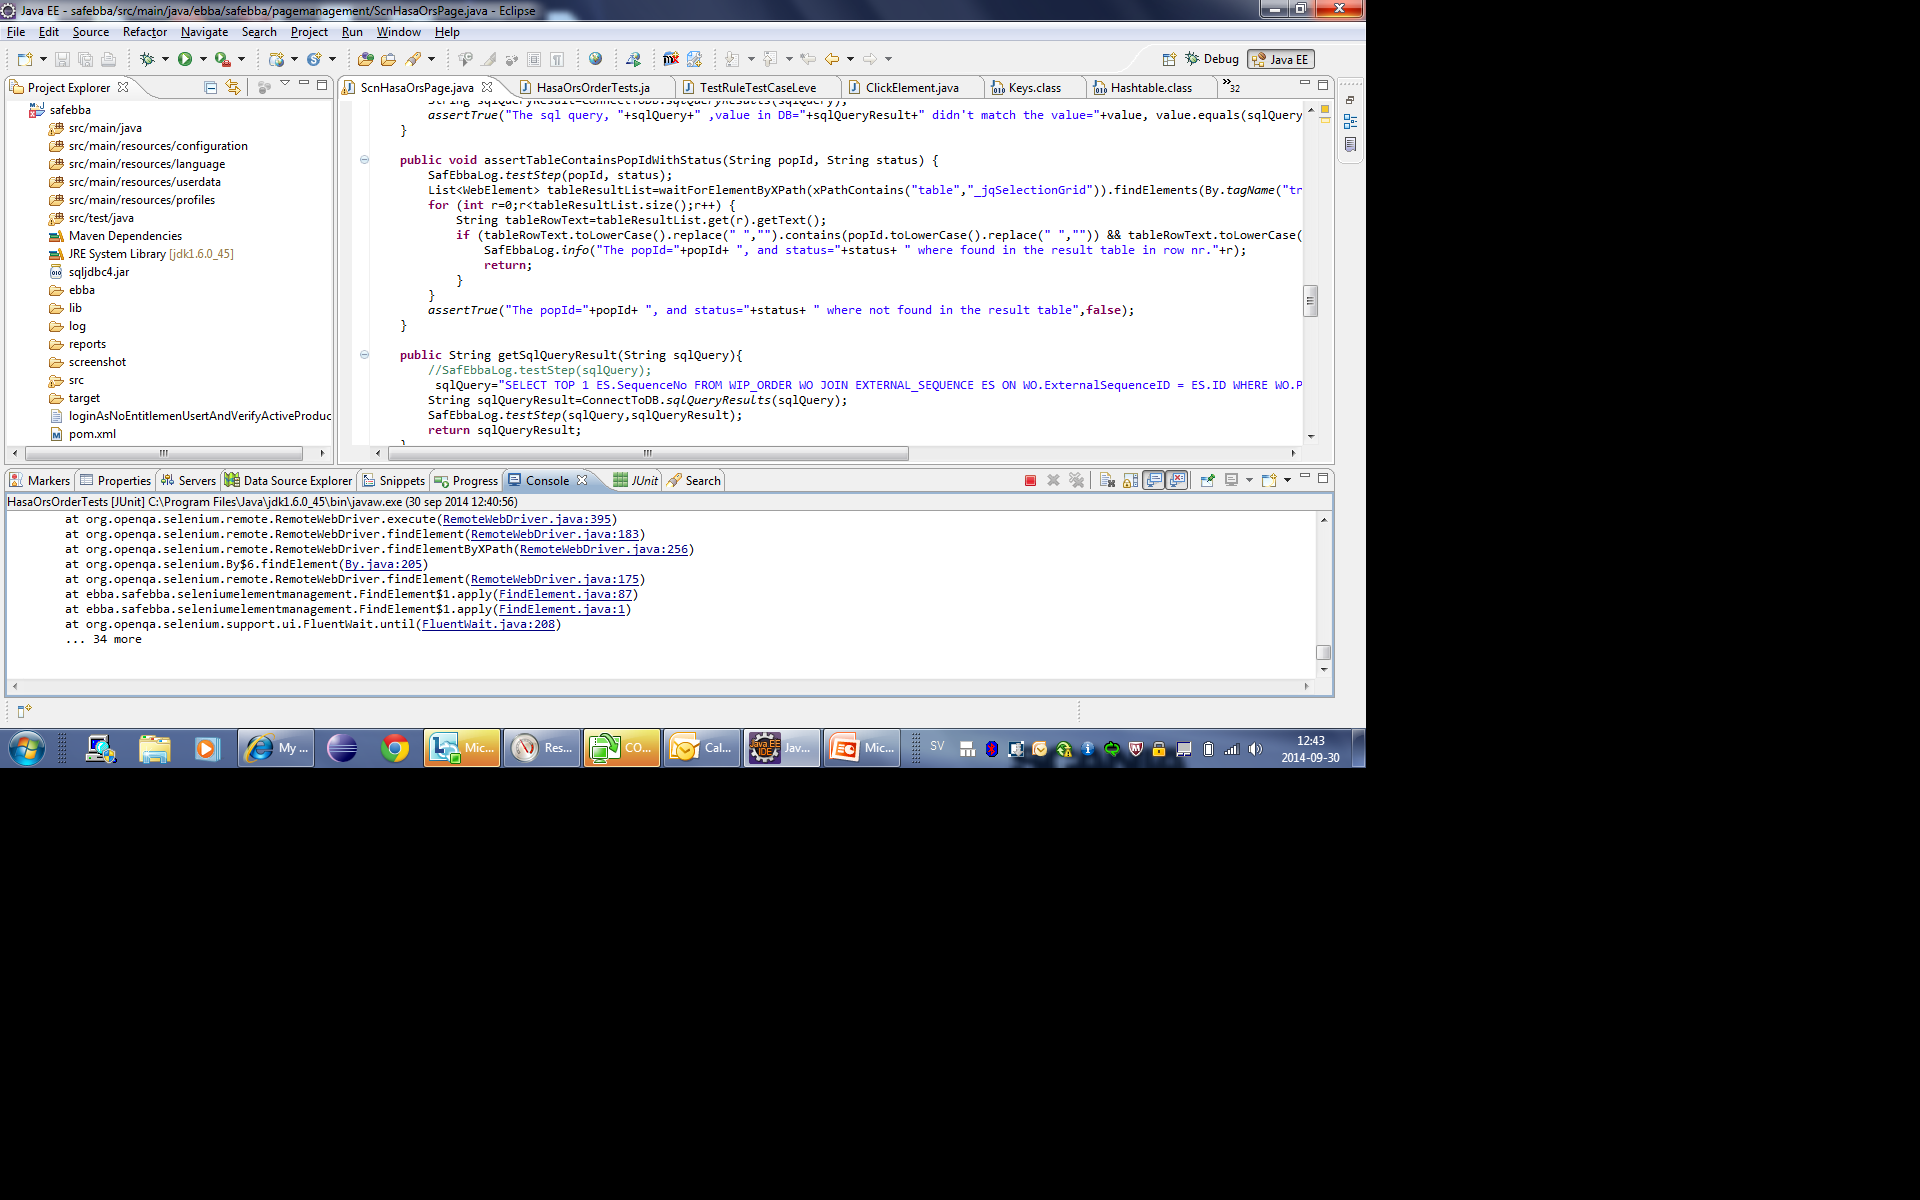 Java EE - safebba/src/main/java/ebba/safebba/pagemanagement/ScnHasaOrsPage.java - Eclipse
File Edit Source Refactor Navigate Search Project Run Window Help
Debug Java EE
Project Explorer
safebba
src/main/java
src/main/resources/configuration
src/main/resources/language
src/main/resources/userdata
src/main/resources/profiles
src/test/java
Maven Dependencies
JRE System Library [jdk1.6.0_45]
sqljdbc4.jar
ebba
lib
log
reports
screenshot
src
target
loginAsNoEntitlemenUsertAndVerifyActiveProduc
pom.xml
ScnHasaOrsPage.java HasaOrsOrderTests.ja TestRuleTestCaseLeve ClickElement.java Keys.class Hashtable.class »32
String sqlQueryResult=ConnectToDB.sqlQueryResults(sqlQuery);
assertTrue("The sql query, "+sqlQuery+" ,value in DB="+sqlQueryResult+" didn't match the value="+value, value.equals(sqlQuery
}
public void assertTableContainsPopIdWithStatus(String popId, String status) {
SafEbbaLog.testStep(popId, status);
List<WebElement> tableResultList=waitForElementByXPath(xPathContains("table","_jqSelectionGrid")).findElements(By.tagName("tr
for (int r=0;r<tableResultList.size();r++) {
String tableRowText=tableResultList.get(r).getText();
if (tableRowText.toLowerCase().replace(" ","").contains(popId.toLowerCase().replace(" ","")) && tableRowText.toLowerCase(
SafEbbaLog.info("The popId="+popId+ ", and status="+status+ " where found in the result table in row nr."+r);
return;
}
}
assertTrue("The popId="+popId+ ", and status="+status+ " where not found in the result table",false);
}
public String getSqlQueryResult(String sqlQuery){
//SafEbbaLog.testStep(sqlQuery);
sqlQuery="SELECT TOP 1 ES.SequenceNo FROM WIP_ORDER WO JOIN EXTERNAL_SEQUENCE ES ON WO.ExternalSequenceID = ES.ID WHERE WO.P
String sqlQueryResult=ConnectToDB.sqlQueryResults(sqlQuery);
SafEbbaLog.testStep(sqlQuery,sqlQueryResult);
return sqlQueryResult;
}
Markers Properties Servers Data Source Explorer Snippets Progress Console JUnit Search
HasaOrsOrderTests [JUnit] C:\Program Files\Java\jdk1.6.0_45\bin\javaw.exe (30 sep 2014 12:40:56)
at org.openqa.selenium.remote.RemoteWebDriver.execute(RemoteWebDriver.java:395)
at org.openqa.selenium.remote.RemoteWebDriver.findElement(RemoteWebDriver.java:183)
at org.openqa.selenium.remote.RemoteWebDriver.findElementByXPath(RemoteWebDriver.java:256)
at org.openqa.selenium.By$6.findElement(By.java:205)
at org.openqa.selenium.remote.RemoteWebDriver.findElement(RemoteWebDriver.java:175)
at ebba.safebba.seleniumelementmanagement.FindElement$1.apply(FindElement.java:87)
at ebba.safebba.seleniumelementmanagement.FindElement$1.apply(FindElement.java:1)
at org.openqa.selenium.support.ui.FluentWait.until(FluentWait.java:208)
... 34 more
My ... Mic... Res... CO... Cal... Jav... Mic... SV 12:43
2014-09-30